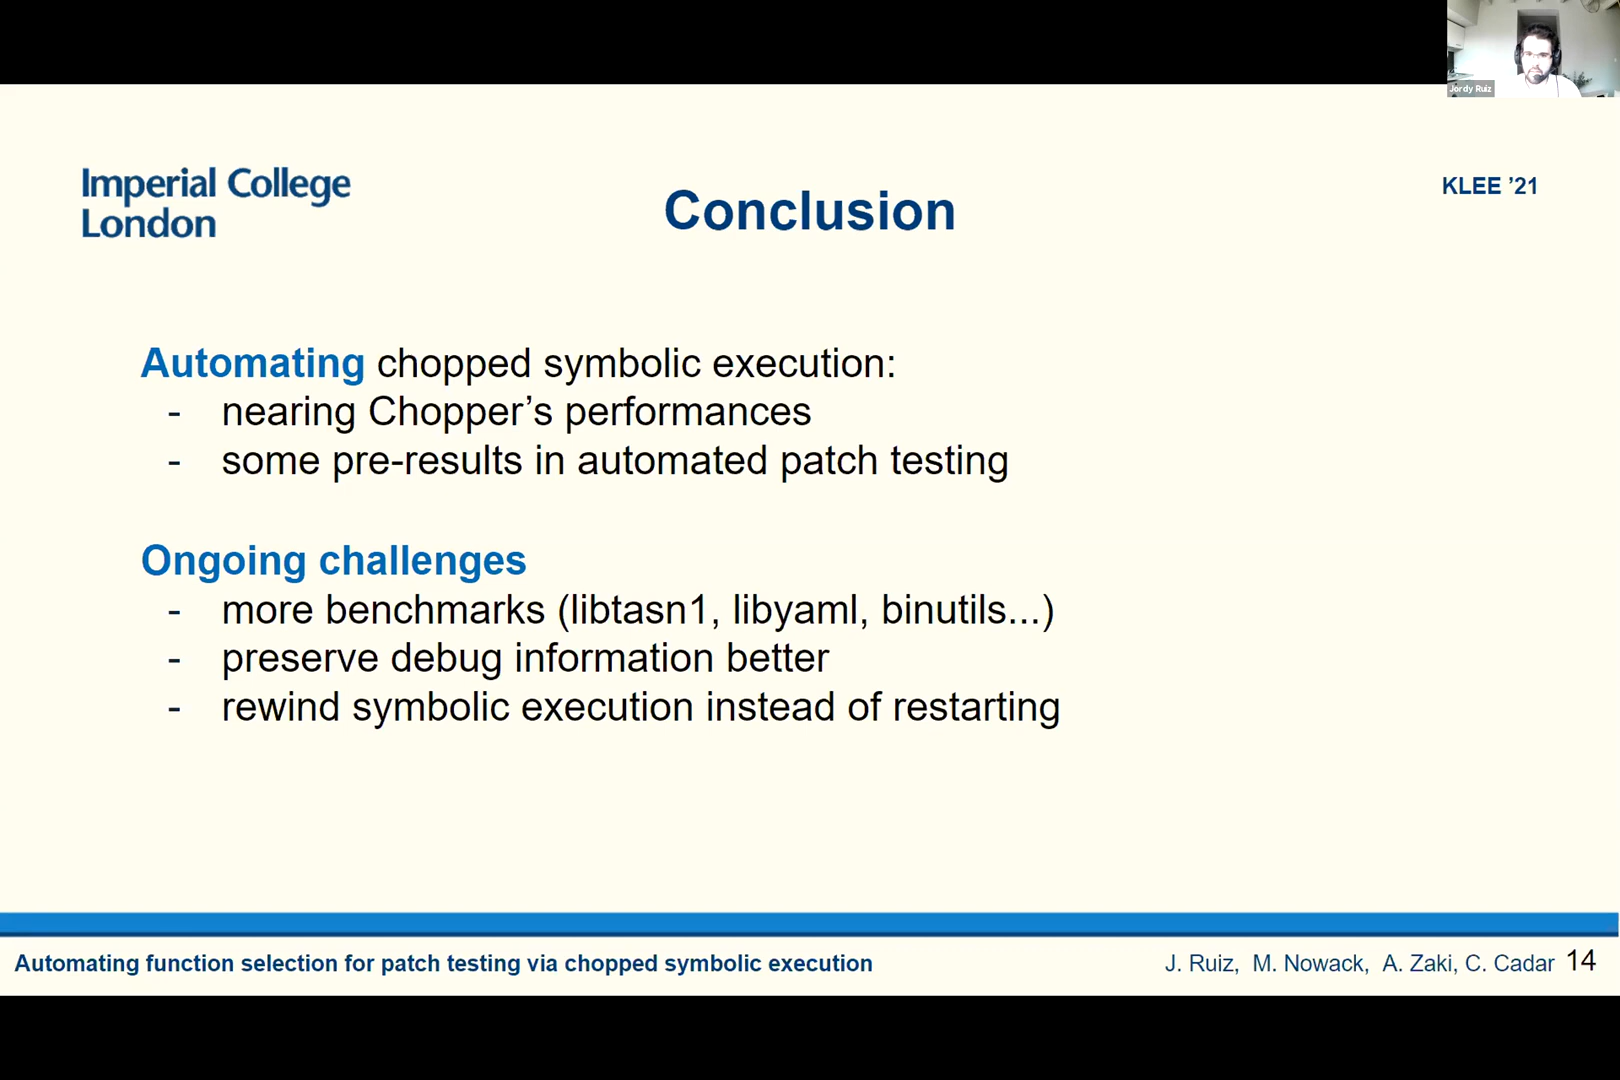 Jordy Ruiz
Imperial College
London
Conclusion
KLEE ’21
Automating chopped symbolic execution:
- nearing Chopper’s performances
- some pre-results in automated patch testing
Ongoing challenges
- more benchmarks (libtasn1, libyaml, binutils...)
- preserve debug information better
- rewind symbolic execution instead of restarting
Automating function selection for patch testing via chopped symbolic execution
J. Ruiz, M. Nowack, A. Zaki, C. Cadar 14